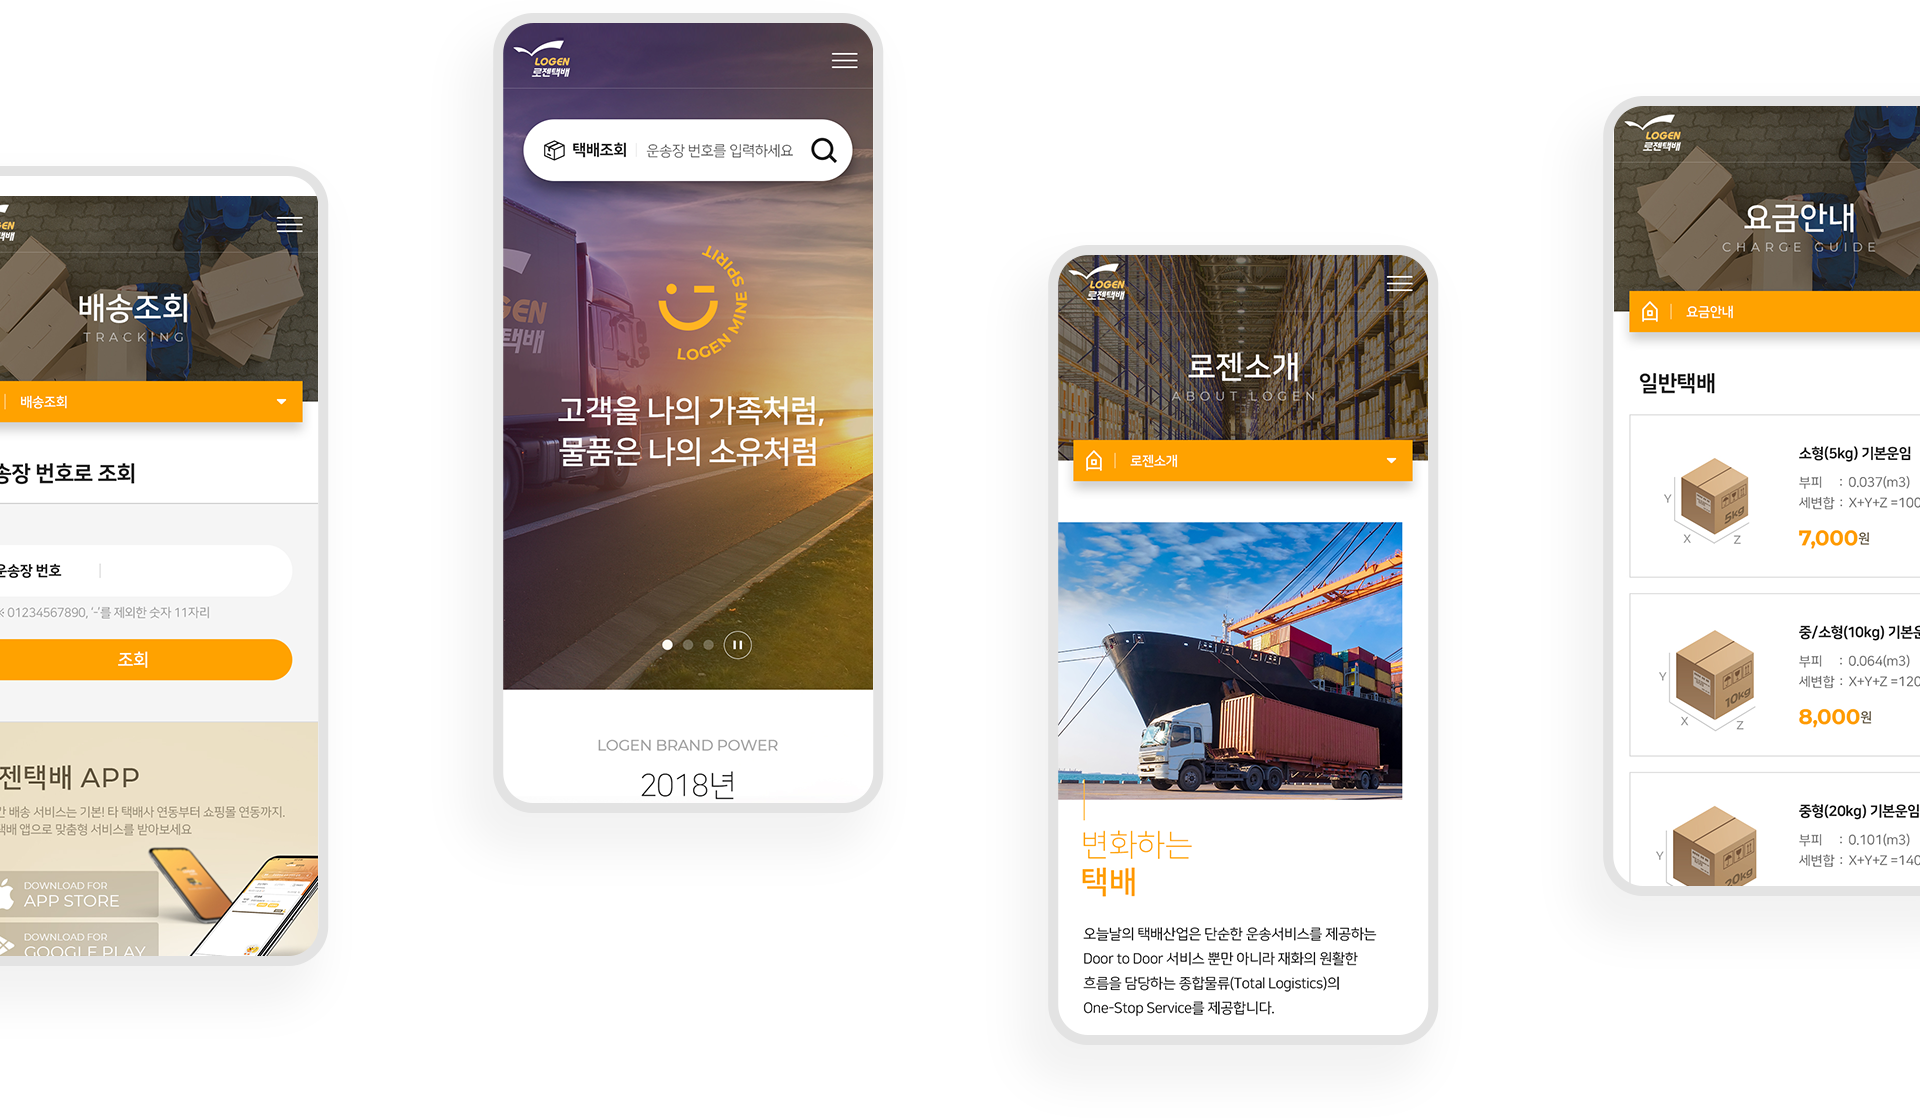 배송조회
TRACKING
배송조회
송장 번호로 조회
운송장 번호
※ 01234567890, '-'를 제외한 숫자 11자리
조회
젠택배 APP
배송 서비스는 기본! 타 택배사 연동부터 쇼핑몰 연동까지.
택배 앱으로 맞춤형 서비스를 받아보세요
DOWNLOAD FOR
APP STORE
DOWNLOAD FOR
GOOGLE PLAY
LOGEN
로젠택배
택배조회
운송장 번호를 입력하세요
LOGEN MINE SPIRIT
고객을 나의 가족처럼,
물품은 나의 소유처럼
LOGEN BRAND POWER
2018년
LOGEN
로젠택배
로젠소개
ABOUT LOGEN
로젠소개
변화하는
택배
오늘날의 택배산업은 단순한 운송서비스를 제공하는
Door to Door 서비스 뿐만 아니라 재화의 원활한
흐름을 담당하는 종합물류(Total Logistics)의
One-Stop Service를 제공합니다.
LOGEN
로젠택배
요금안내
CHARGE GUIDE
요금안내
일반택배
소형(5kg) 기본운임
부피 : 0.037(m3)
세변합 : X+Y+Z =100
7,000원
Y
X
Z
5kg
중/소형(10kg) 기본운
부피 : 0.064(m3)
세변합 : X+Y+Z =120
8,000원
Y
X
Z
10kg
중형(20kg) 기본운임
부피 : 0.101(m3)
세변합 : X+Y+Z =140
Y
20kg